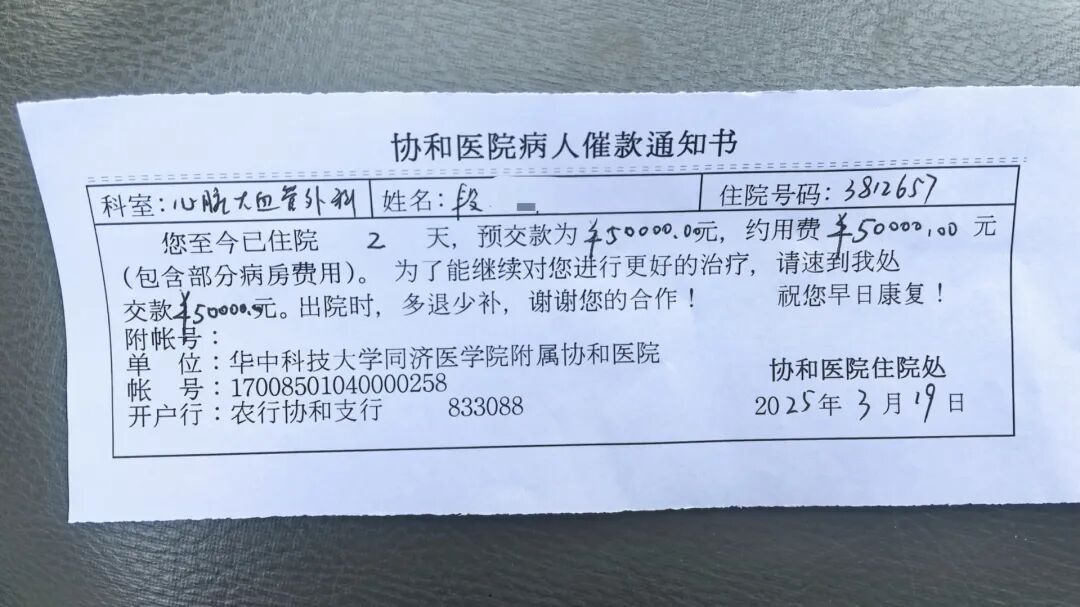 协和医院病人催款通知书
科室:心脏大血管外科 姓名:段 住院号码:3812657
您至今已住院 2 天，预交款为¥50000.00元，约用费¥50000.00元
(包含部分病房费用)。为了能继续对您进行更好的治疗，请速到我处
交款¥50000.00元。出院时，多退少补，谢谢您的合作！ 祝您早日康复！
附帐号:
单 位:华中科技大学同济医学院附属协和医院
帐 号:17008501040000258
开户行:农行协和支行 833088
协和医院住院处
2025年3月19日